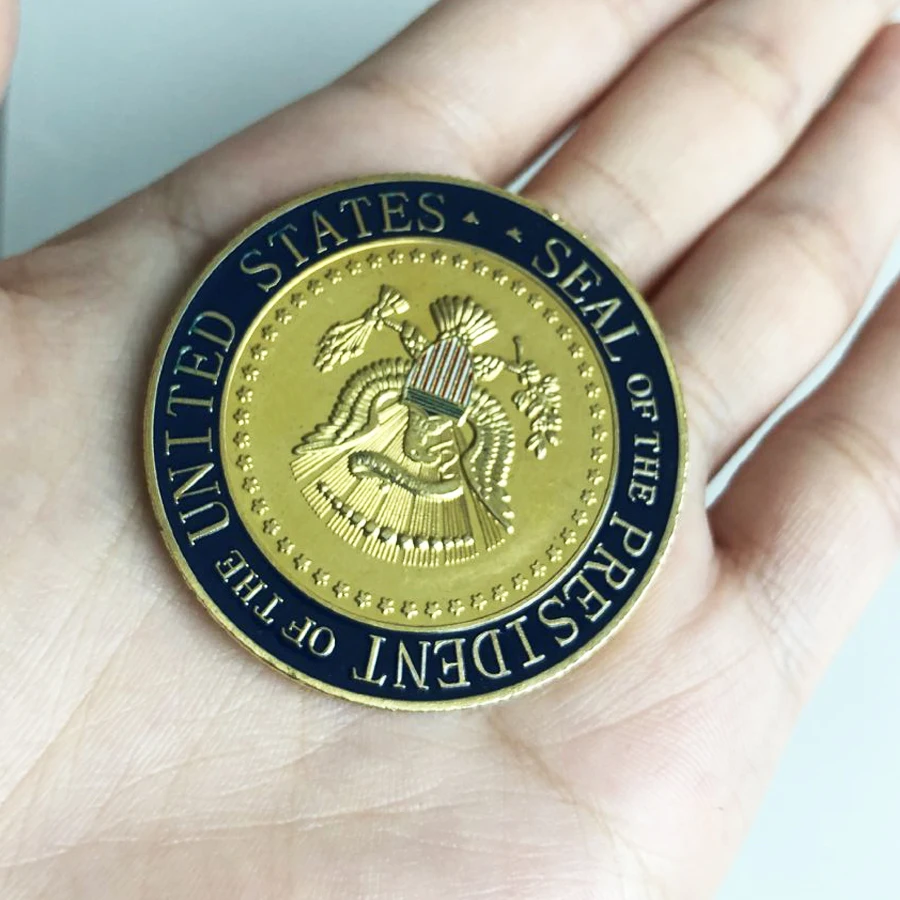 SEAL OF THE PRESIDENT OF THE UNITED STATES